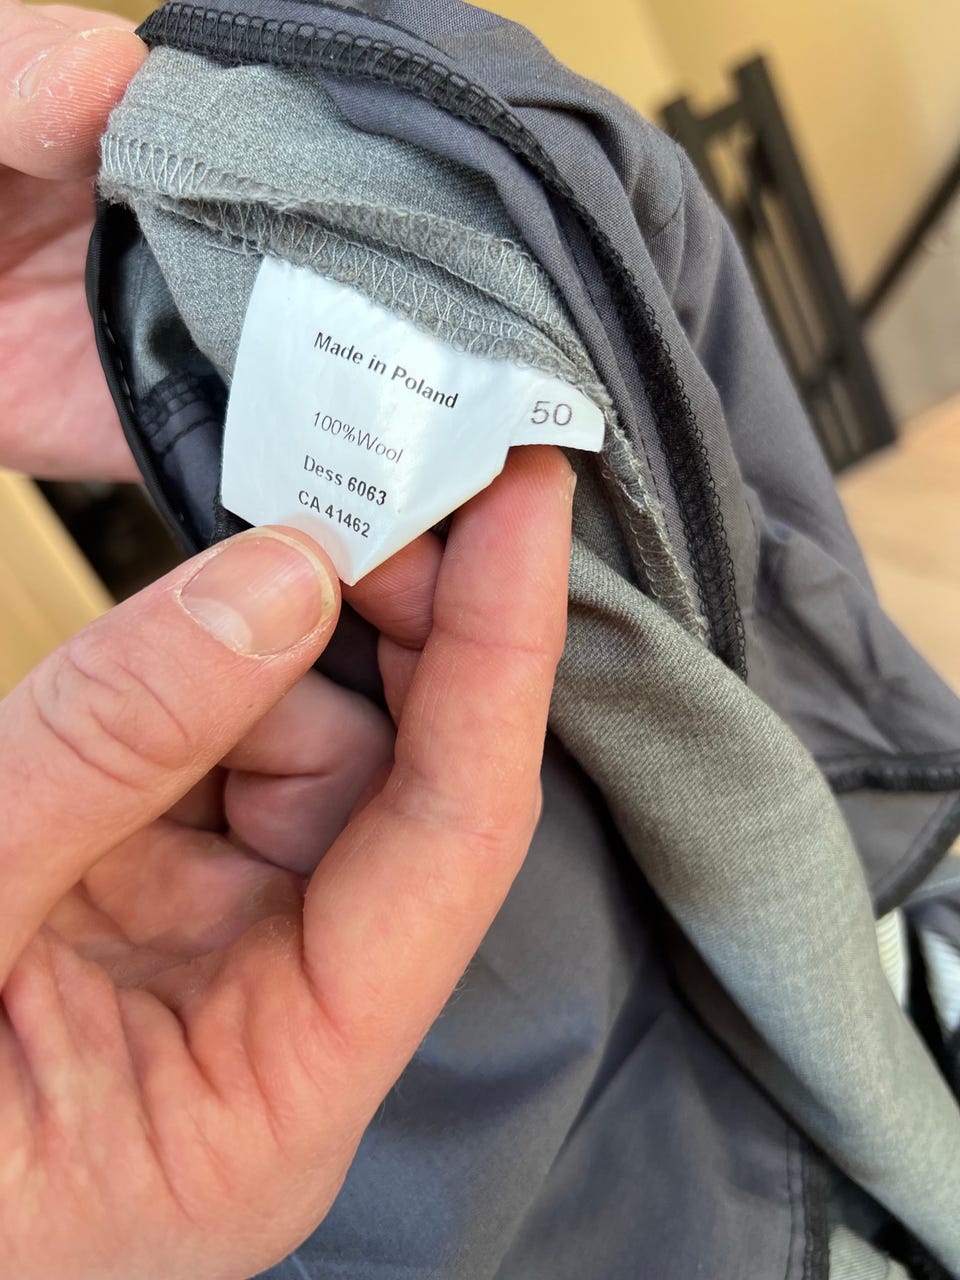 Made in Poland
50
100%Wool
Dess 6063
CA 41462